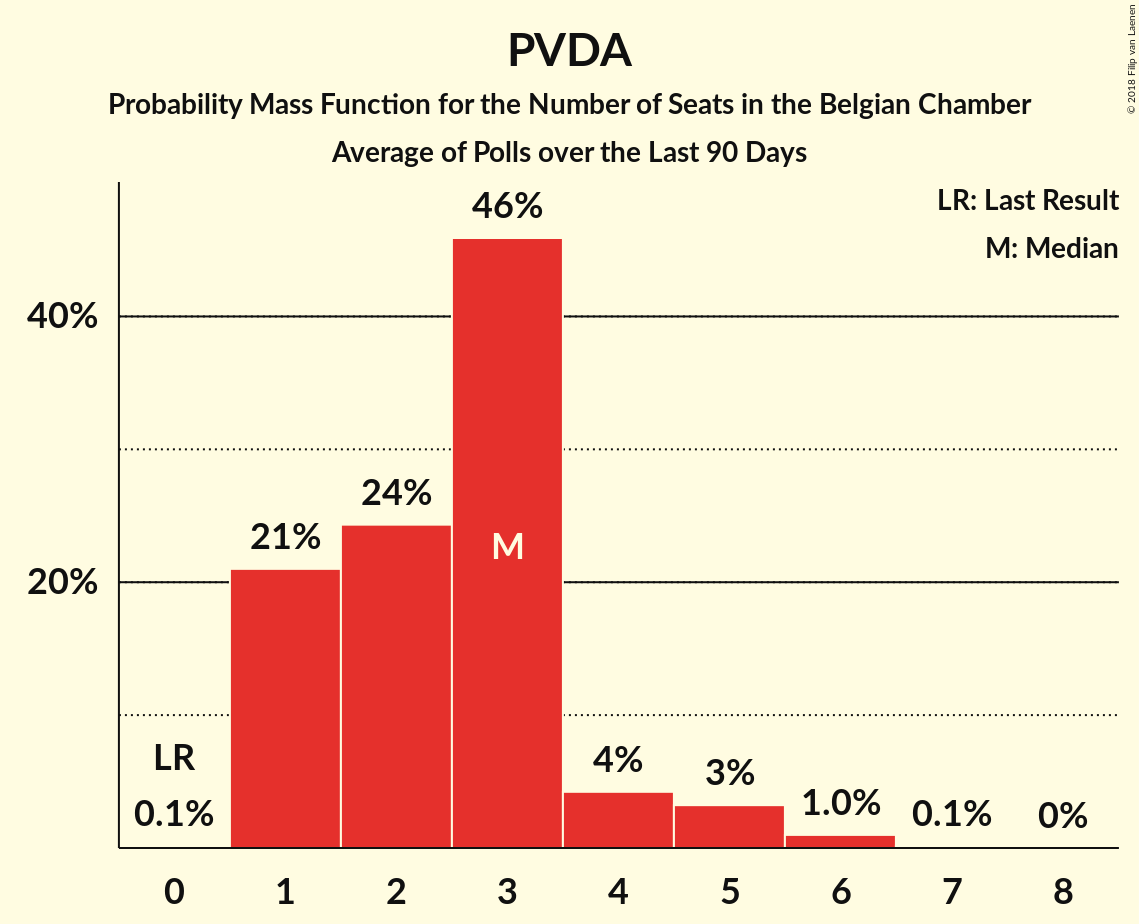 PVDA
Probability Mass Function for the Number of Seats in the Belgian Chamber
Average of Polls over the Last 90 Days
© 2018 Filip van Laenen
LR: Last Result
M: Median
46%
40%
24%
21%
M
20%
LR
4%
3%
0.1%
1.0%
0.1%
0%
0 1 2 3 4 5 6 7 8